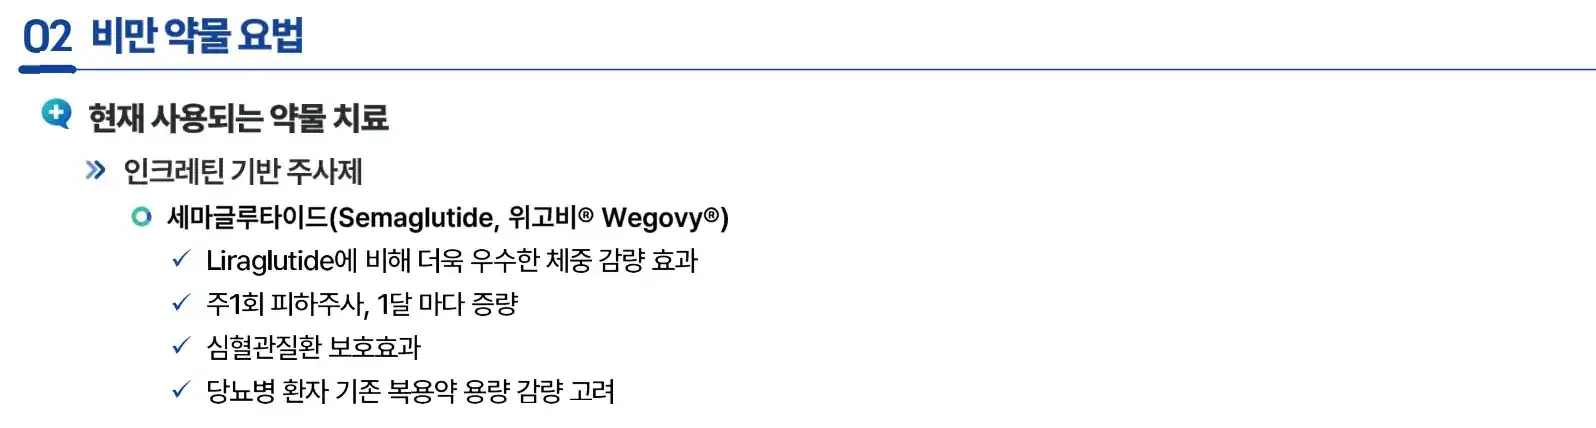 02 비만 약물 요법
현재 사용되는 약물 치료
인크레틴 기반 주사제
세마글루타이드(Semaglutide, 위고비® Wegovy®)
Liraglutide에 비해 더욱 우수한 체중 감량 효과
주1회 피하주사, 1달 마다 증량
심혈관질환 보호효과
당뇨병 환자 기존 복용약 용량 감량 고려